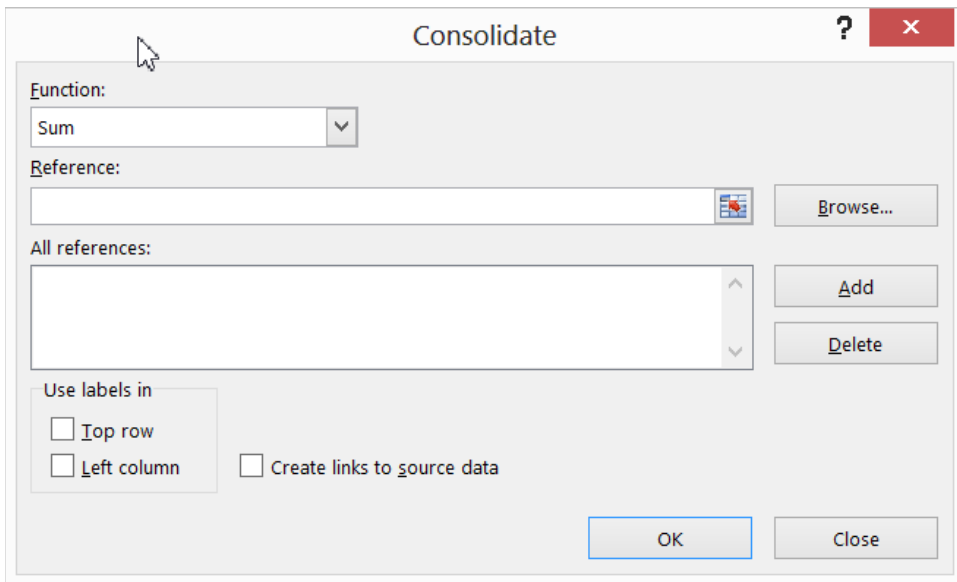 Consolidate ?
Function:
Sum
Reference:
Browse...
All references:
Add
Delete
Use labels in
Top row
Left column
Create links to source data
OK
Close